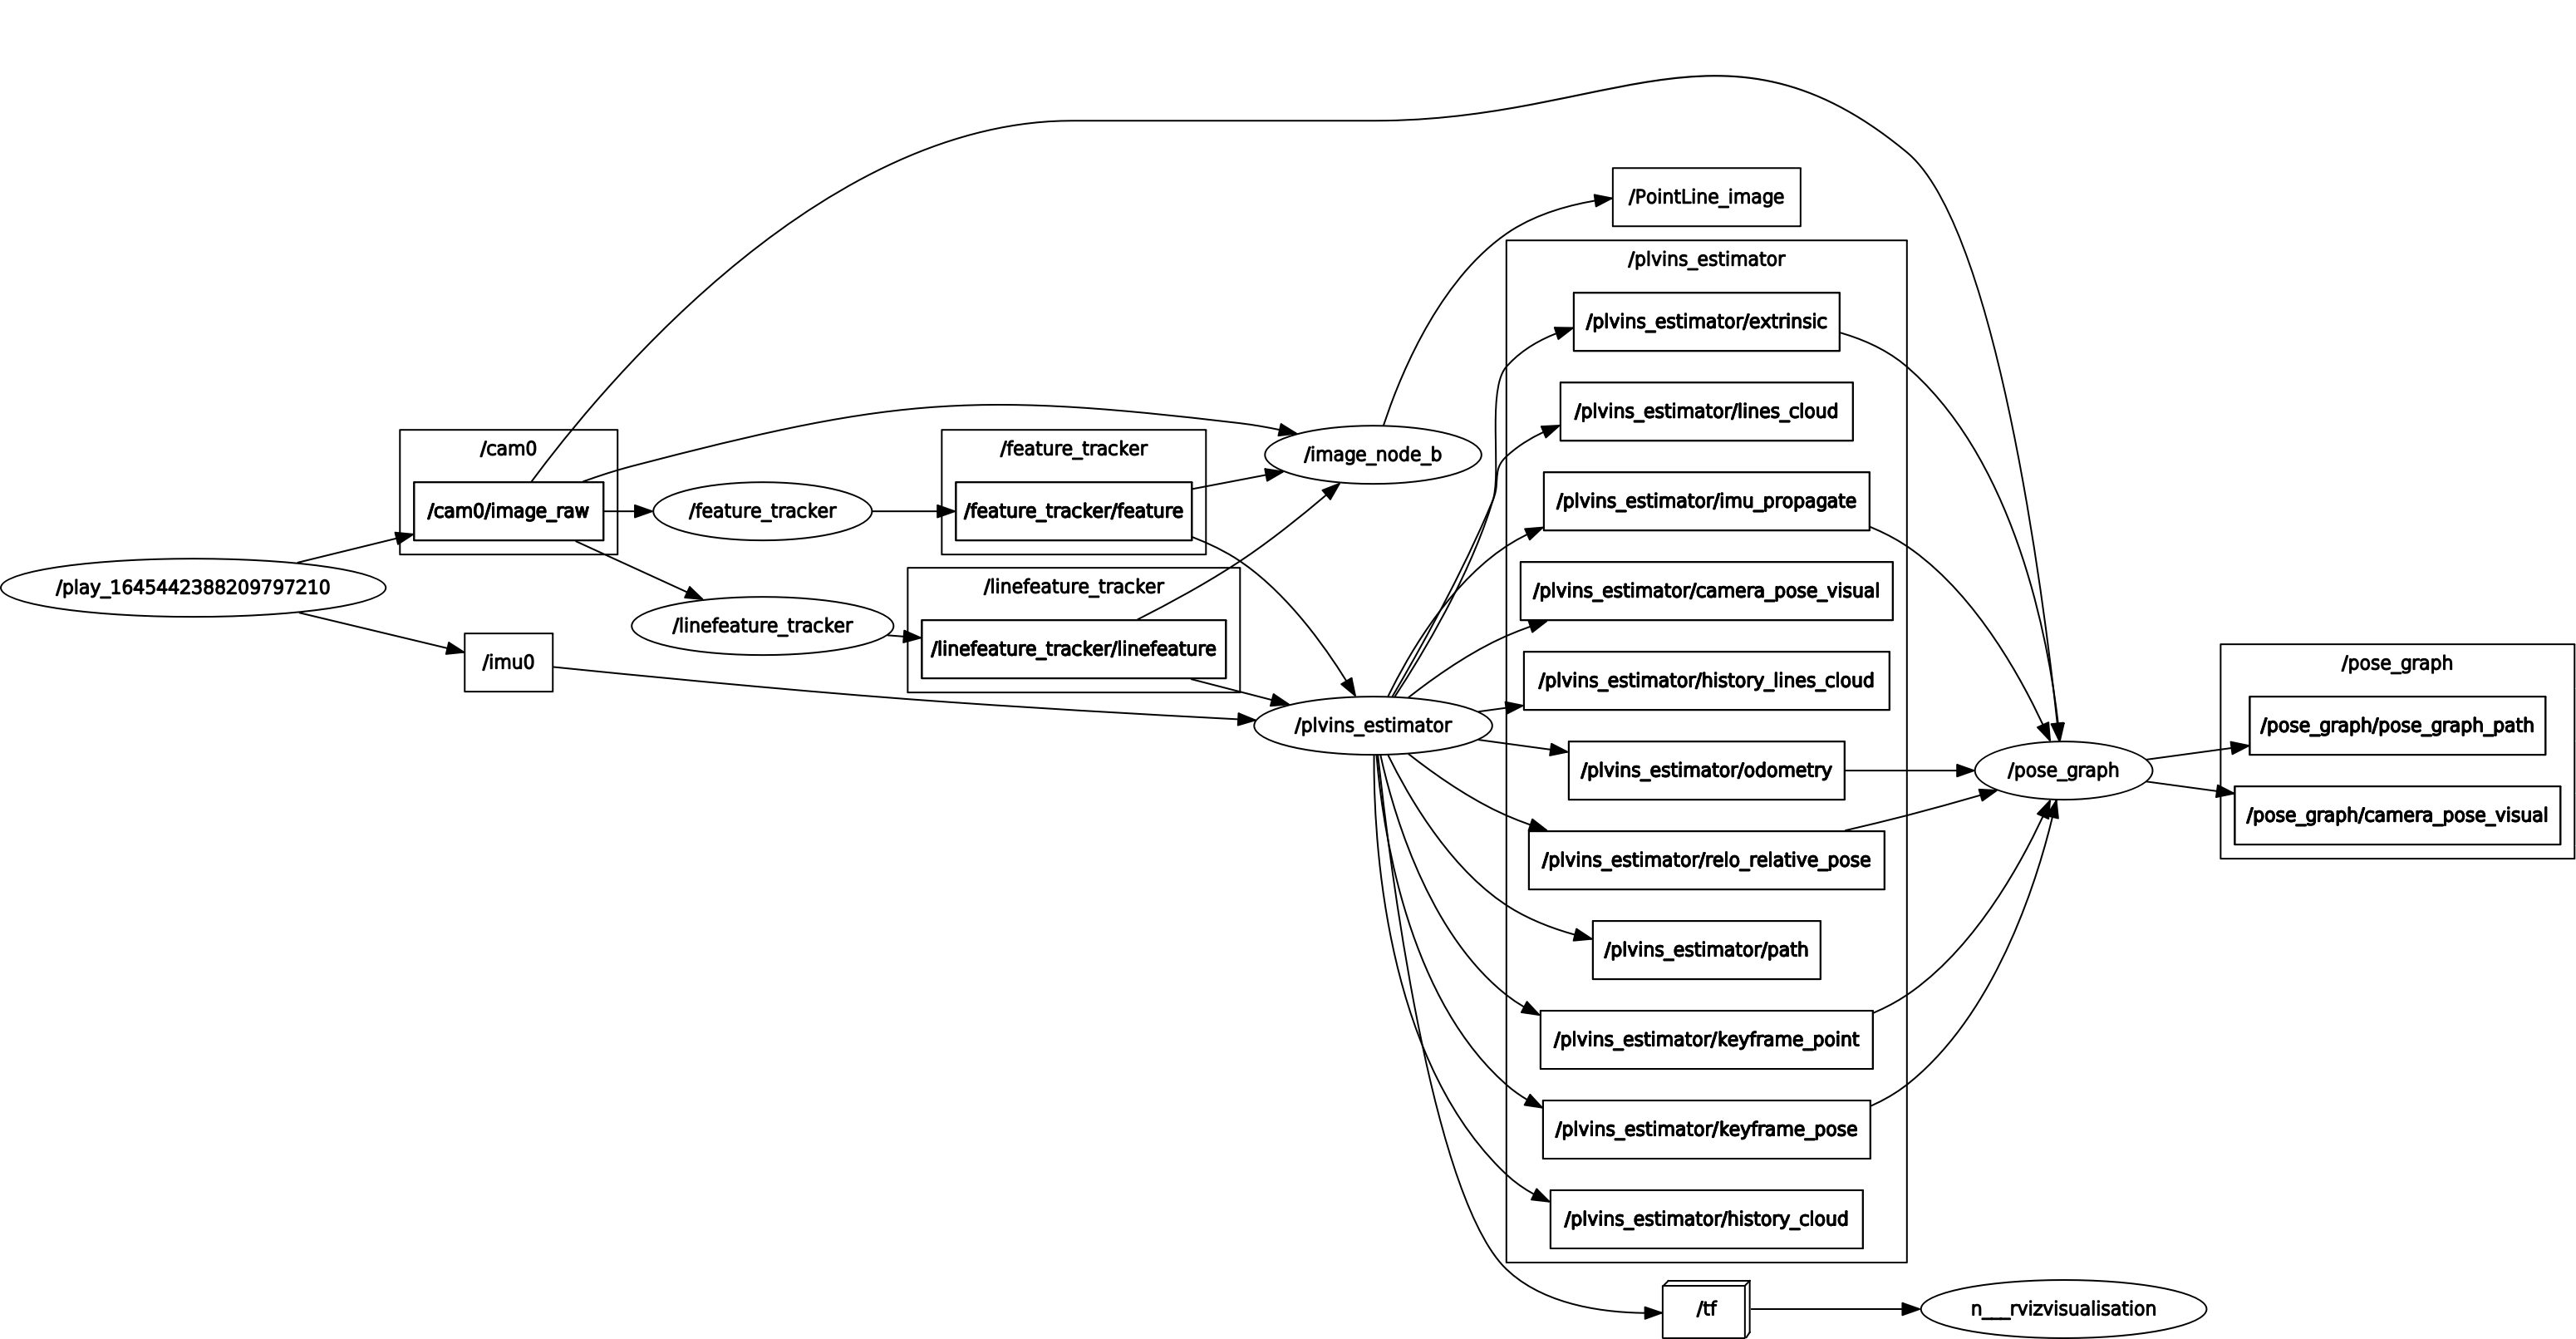 /play_1645442388209797210
/cam0
/cam0/image_raw
/imu0
/feature_tracker
/linefeature_tracker
/feature_tracker
/feature_tracker/feature
/linefeature_tracker
/linefeature_tracker/linefeature
/image_node_b
/plvins_estimator
/PointLine_image
/plvins_estimator
/plvins_estimator/extrinsic
/plvins_estimator/lines_cloud
/plvins_estimator/imu_propagate
/plvins_estimator/camera_pose_visual
/plvins_estimator/history_lines_cloud
/plvins_estimator/odometry
/plvins_estimator/relo_relative_pose
/plvins_estimator/path
/plvins_estimator/keyframe_point
/plvins_estimator/keyframe_pose
/plvins_estimator/history_cloud
/tf
/pose_graph
n___rvizvisualisation
/pose_graph
/pose_graph/pose_graph_path
/pose_graph/camera_pose_visual